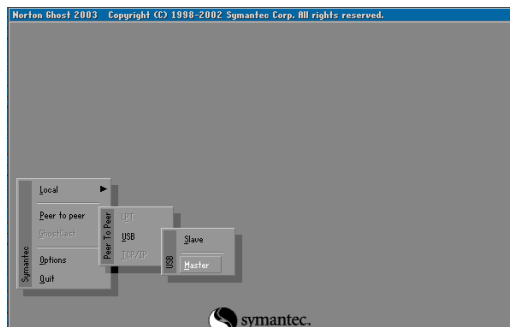 Norton Ghost 2003 Copyright (C) 1998-2002 Symantec Corp. All rights reserved.
Local
Peer to peer
GhostCast
Options
Quit
Symantec
LPT
USB
TCP/IP
Peer To Peer
Slave
Master
USB
symantec.